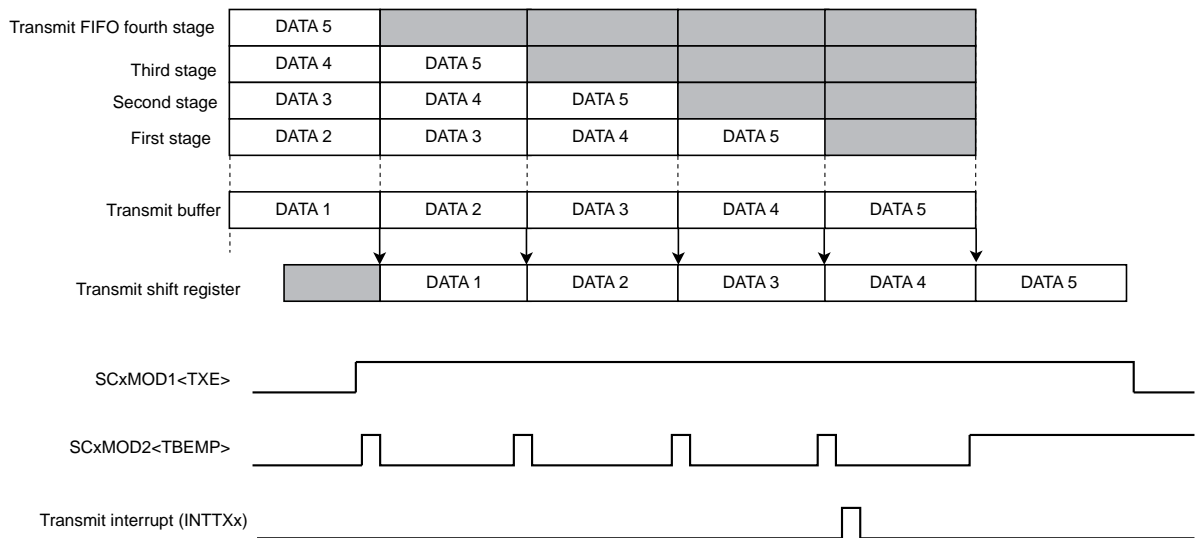 Transmit FIFO fourth stage DATA 5
Third stage DATA 4 DATA 5
Second stage DATA 3 DATA 4 DATA 5
First stage DATA 2 DATA 3 DATA 4 DATA 5
Transmit buffer DATA 1 DATA 2 DATA 3 DATA 4 DATA 5
Transmit shift register DATA 1 DATA 2 DATA 3 DATA 4 DATA 5
SCxMOD1<TXE>
SCxMOD2<TBEMP>
Transmit interrupt (INTTXx)